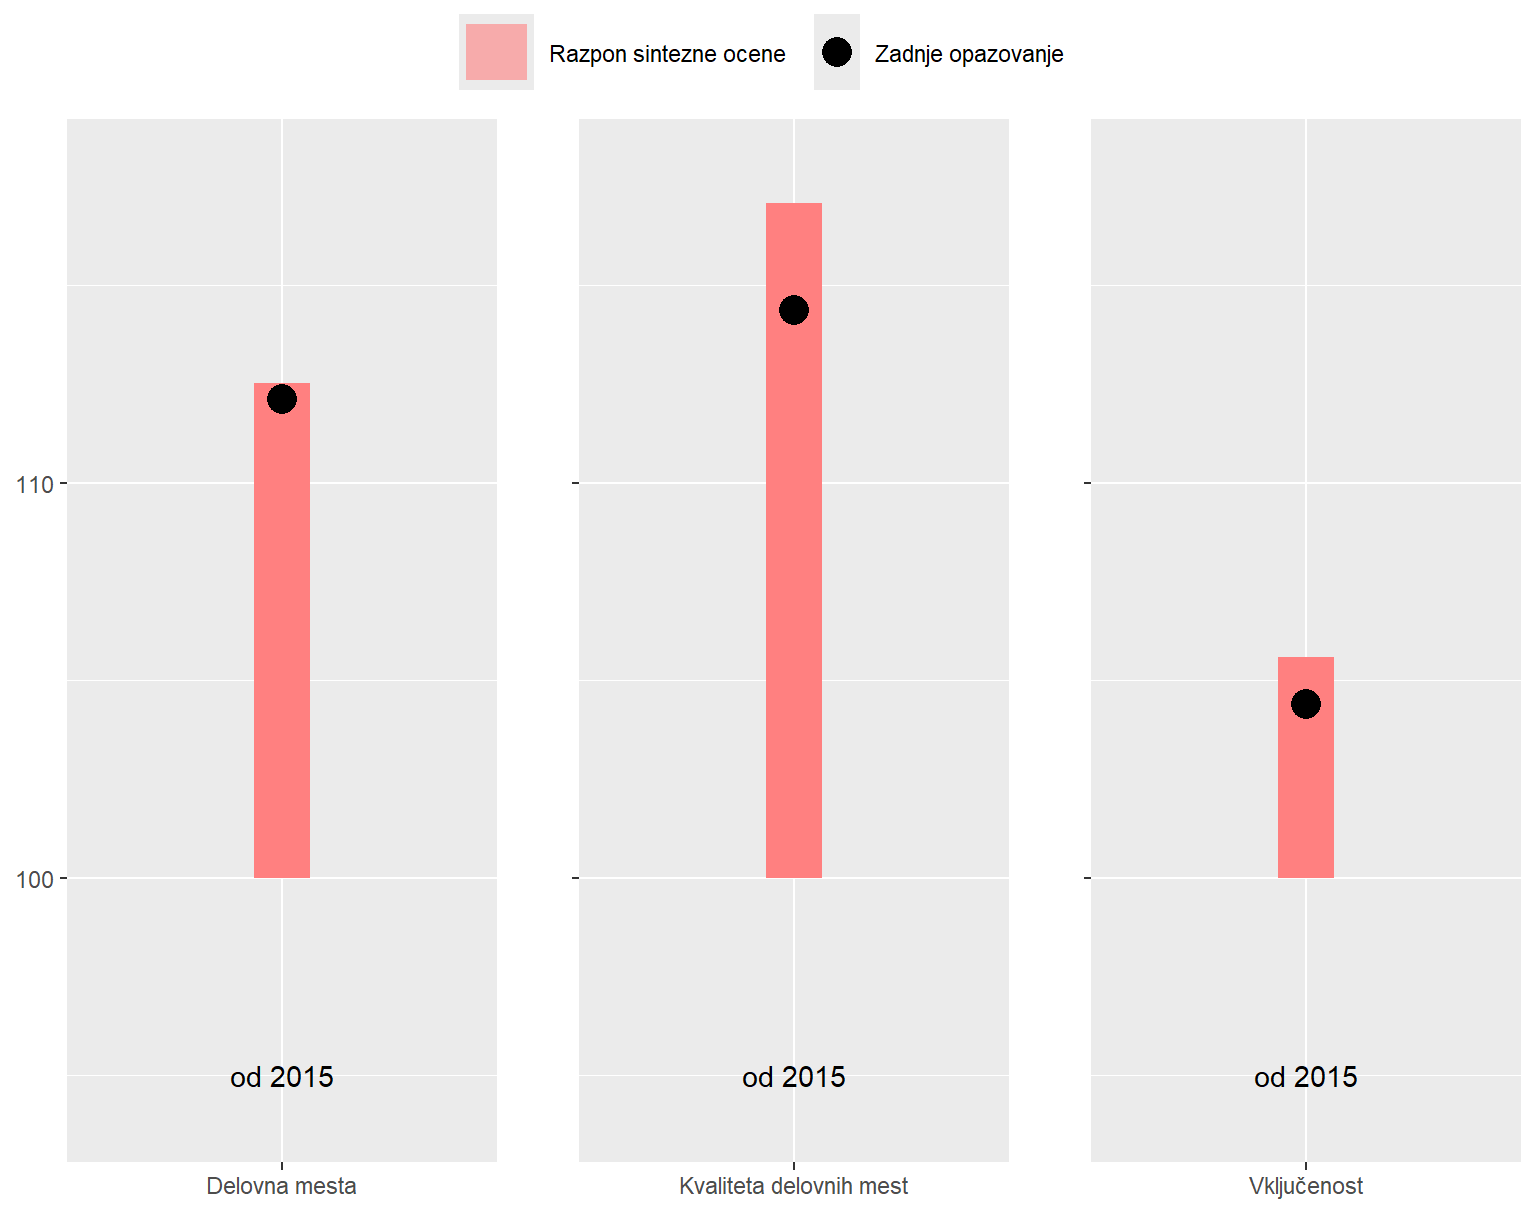 Razpon sintezne ocene
Zadnje opazovanje
110
100
od 2015
od 2015
od 2015
Delovna mesta
Kvaliteta delovnih mest
Vključenost